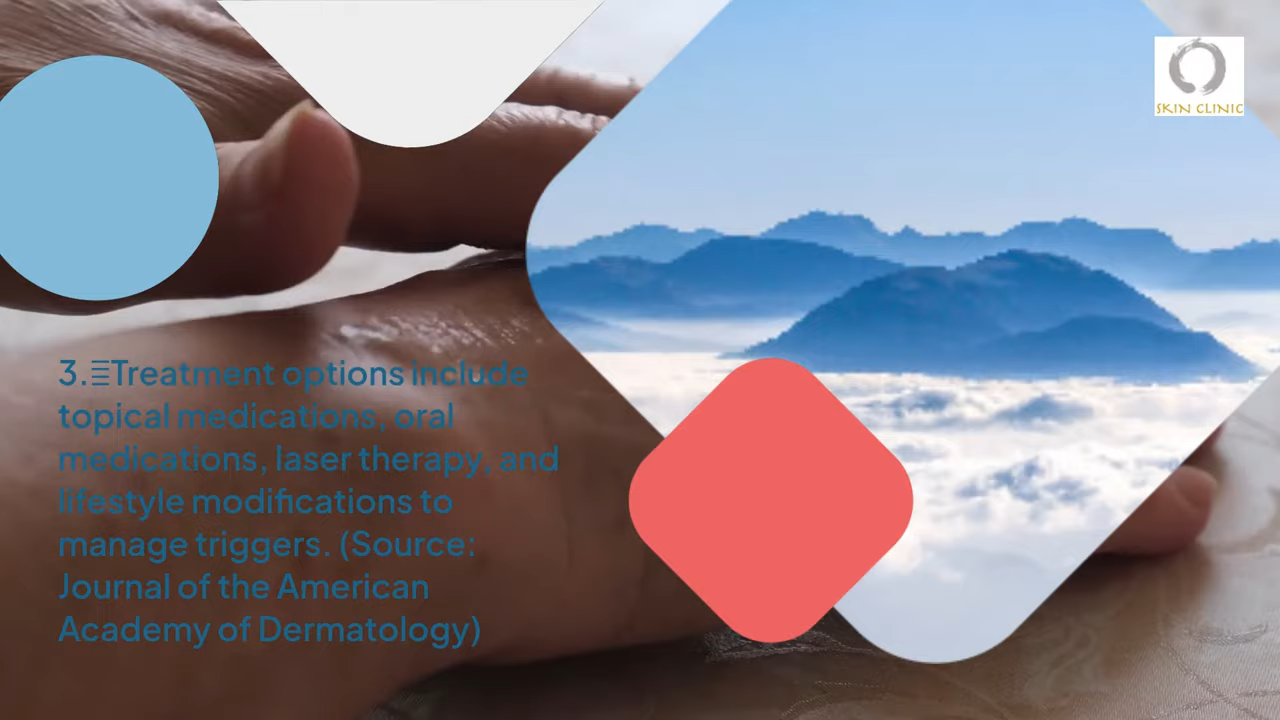 SKIN CLINIC
3.☰Treatment options include
topical medications, oral
medications, laser therapy, and
lifestyle modifications to
manage triggers. (Source:
Journal of the American
Academy of Dermatology)